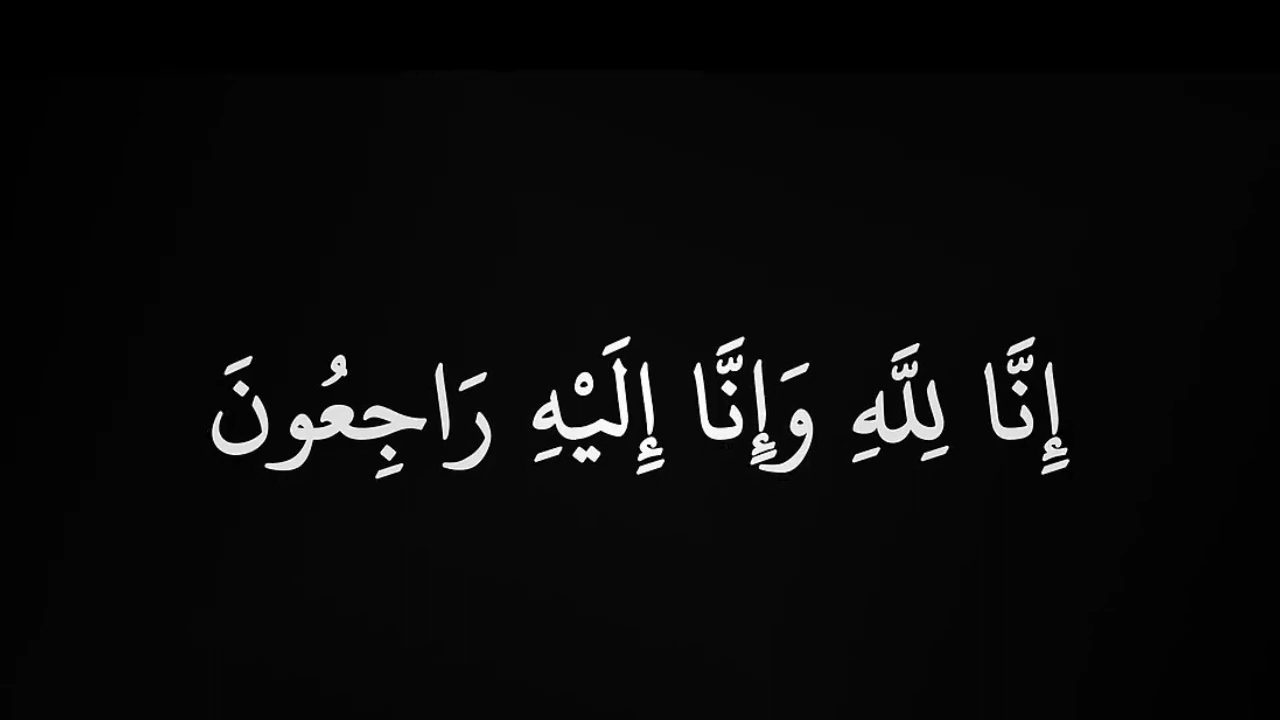 إِنَّا لِلَّهِ وَإِنَّا إِلَيْهِ رَاجِعُونَ